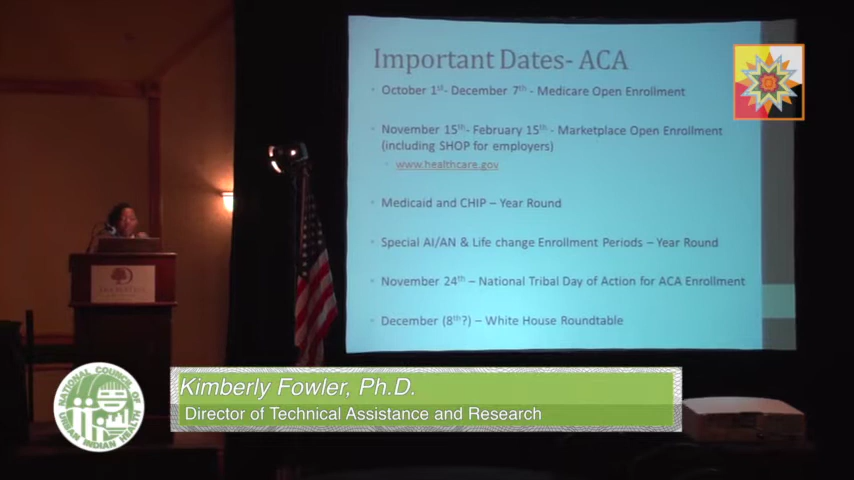 Important Dates- ACA
October 1st- December 7th - Medicare Open Enrollment
November 15th- February 15th - Marketplace Open Enrollment
(including SHOP for employers)
www.healthcare.gov
Medicaid and CHIP – Year Round
Special AI/AN & Life change Enrollment Periods – Year Round
November 24th – National Tribal Day of Action for ACA Enrollment
December (8th?) – White House Roundtable
Kimberly Fowler, Ph.D.
Director of Technical Assistance and Research
NATIONAL COUNCIL OF
URBAN INDIAN HEALTH